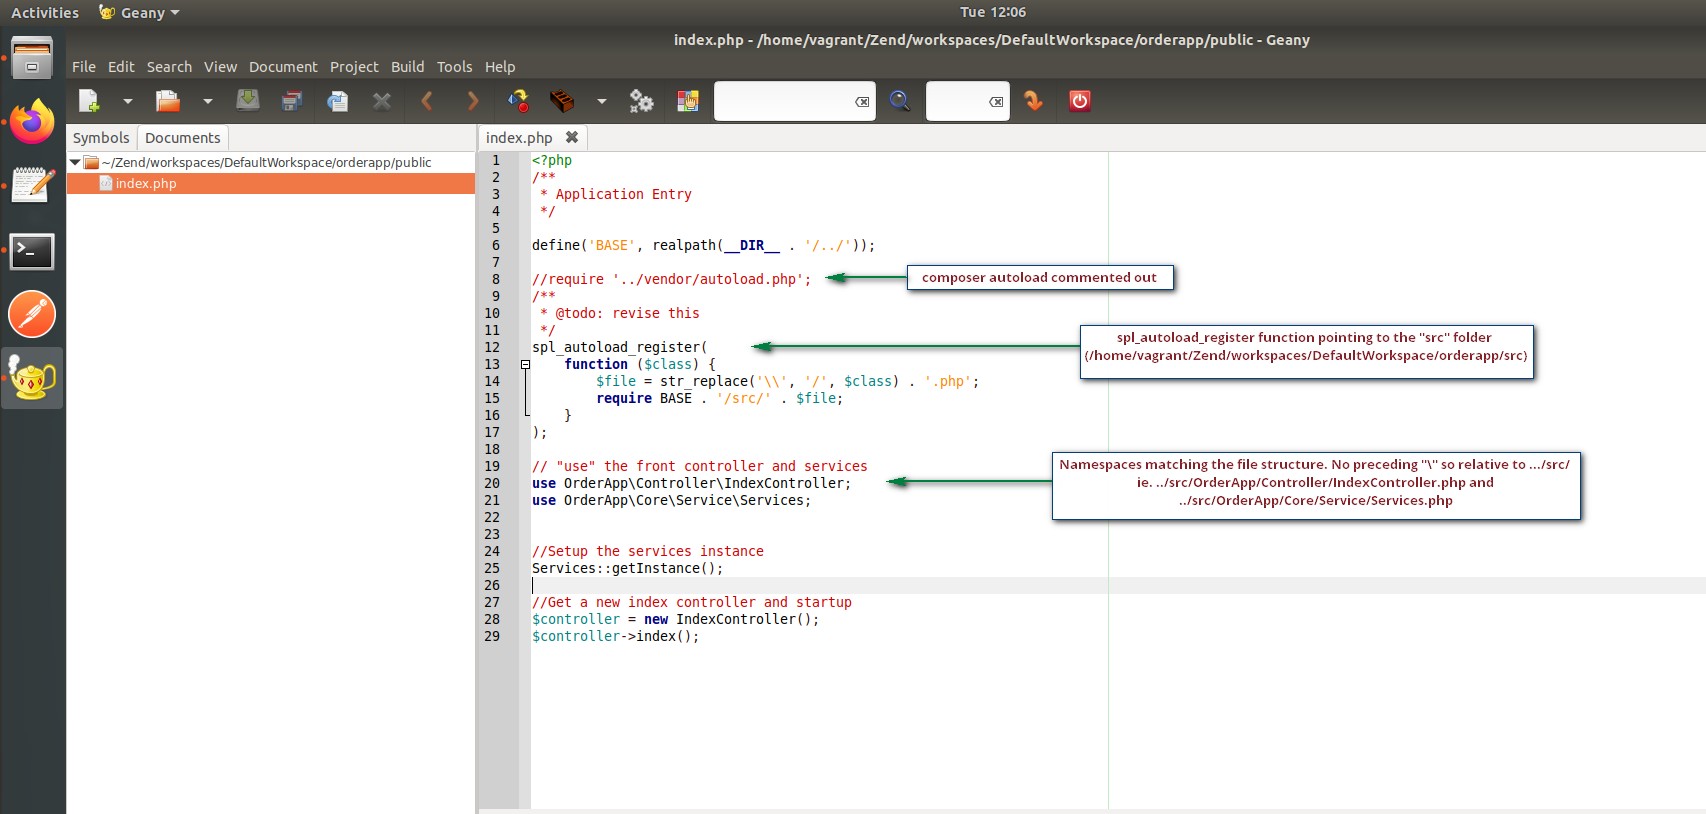 Activities Geany Tue 12:06
index.php - /home/vagrant/Zend/workspaces/DefaultWorkspace/orderapp/public - Geany
File Edit Search View Document Project Build Tools Help
Symbols Documents
~/Zend/workspaces/DefaultWorkspace/orderapp/public
index.php
index.php
1 <?php
2 /**
3  * Application Entry
4  */
5
6 define('BASE', realpath(__DIR__ . '/../'));
7
8 //require '../vendor/autoload.php';
composer autoload commented out
9 /**
10  * @todo: revise this
11  */
12 spl_autoload_register(
spl_autoload_register function pointing to the "src" folder
(/home/vagrant/Zend/workspaces/DefaultWorkspace/orderapp/src)
13     function ($class) {
14         $file = str_replace('\\', '/', $class) . '.php';
15         require BASE . '/src/' . $file;
16     }
17 );
18
19 // "use" the front controller and services
20 use OrderApp\Controller\IndexController;
21 use OrderApp\Core\Service\Services;
Namespaces matching the file structure. No preceding "\" so relative to .../src/
ie. ../src/OrderApp/Controller/IndexController.php and
../src/OrderApp/Core/Service/Services.php
22
23
24 //Setup the services instance
25 Services::getInstance();
26
27 //Get a new index controller and startup
28 $controller = new IndexController();
29 $controller->index();